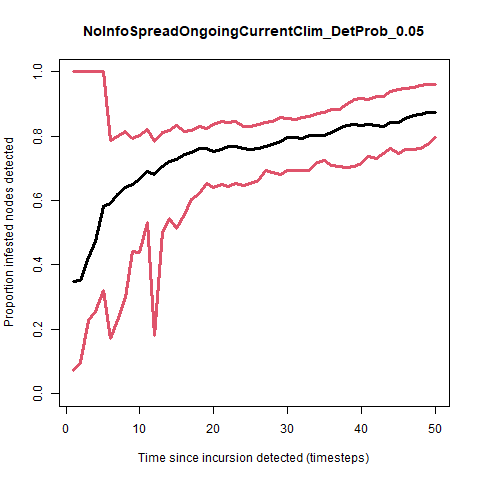 NoInfoSpreadOngoingCurrentClim_DetProb_0.05
Proportion infested nodes detected
1.0
0.8
0.6
0.4
0.2
0.0
0 10 20 30 40 50
Time since incursion detected (timesteps)